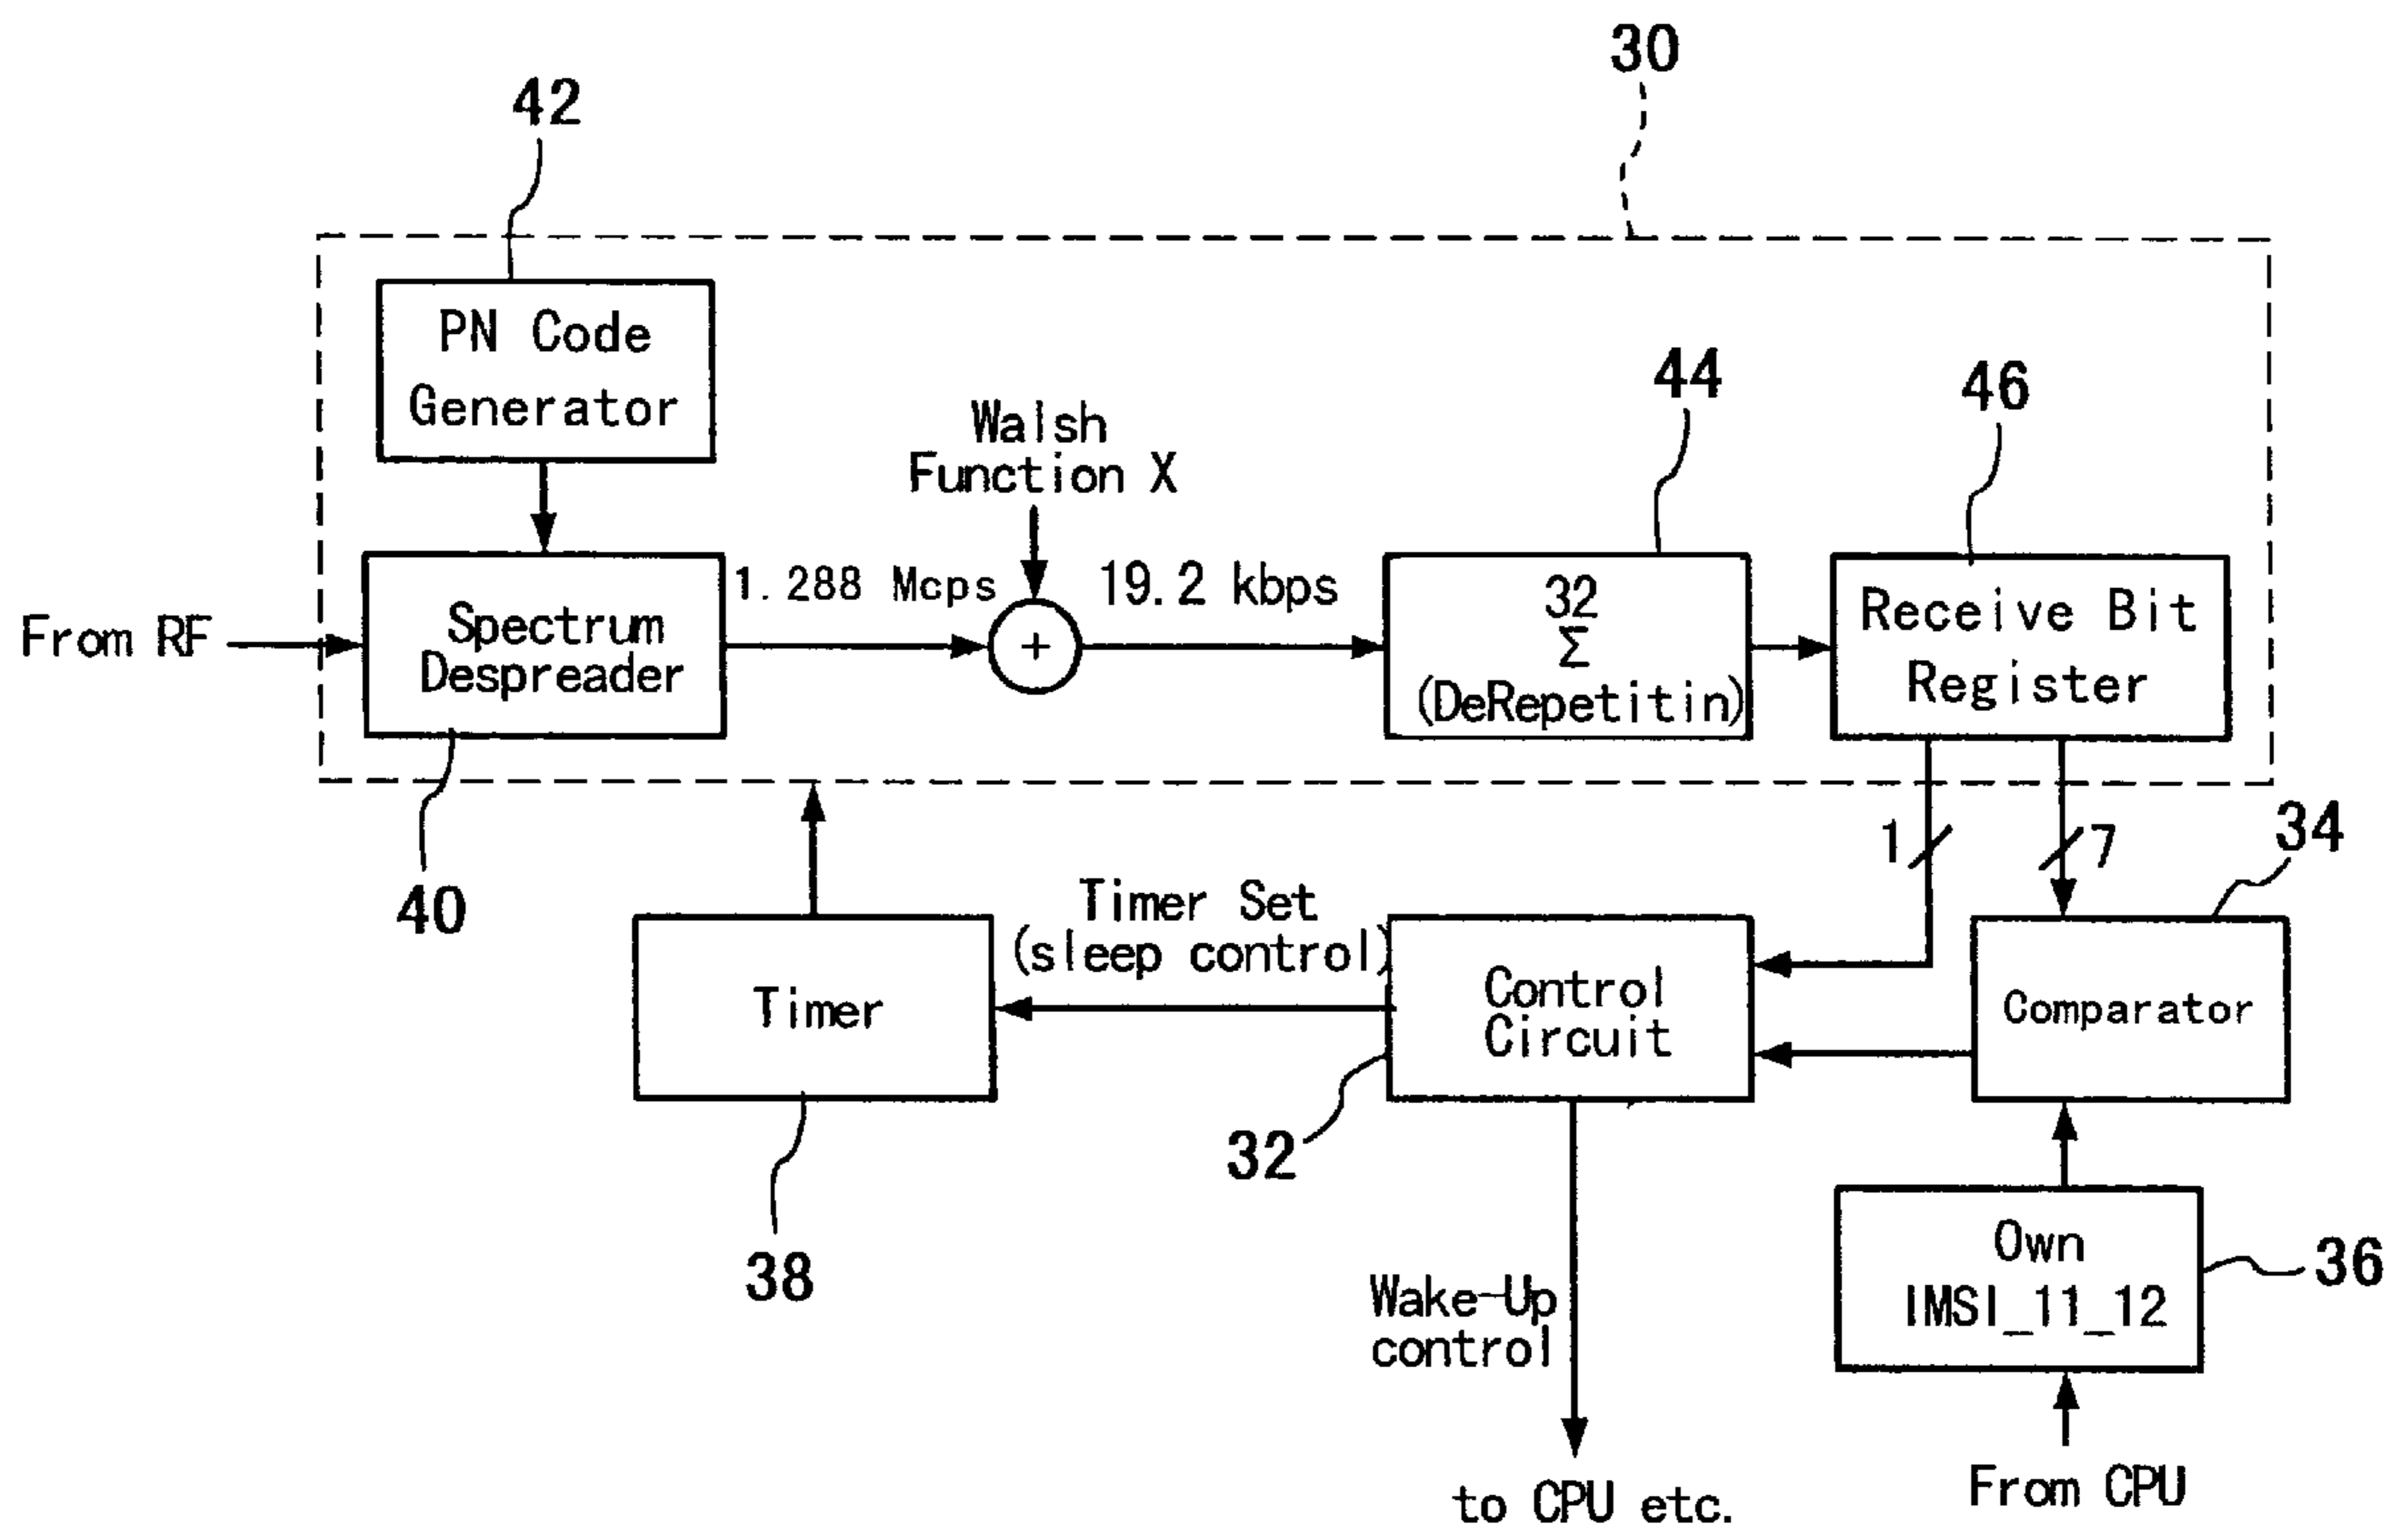 30
42
PN Code
Generator
44
46
Walsh
Function X
1.288 Mcps
19.2 kbps
From RF
Spectrum
Despreader
32
Σ
(DeRepetitin)
Receive Bit
Register
+
1
7
34
40
Timer Set
(sleep control)
Timer
Control
Circuit
Comparator
32
38
Own
IMSI_11_12
36
Wake-Up
control
to CPU etc.
From CPU